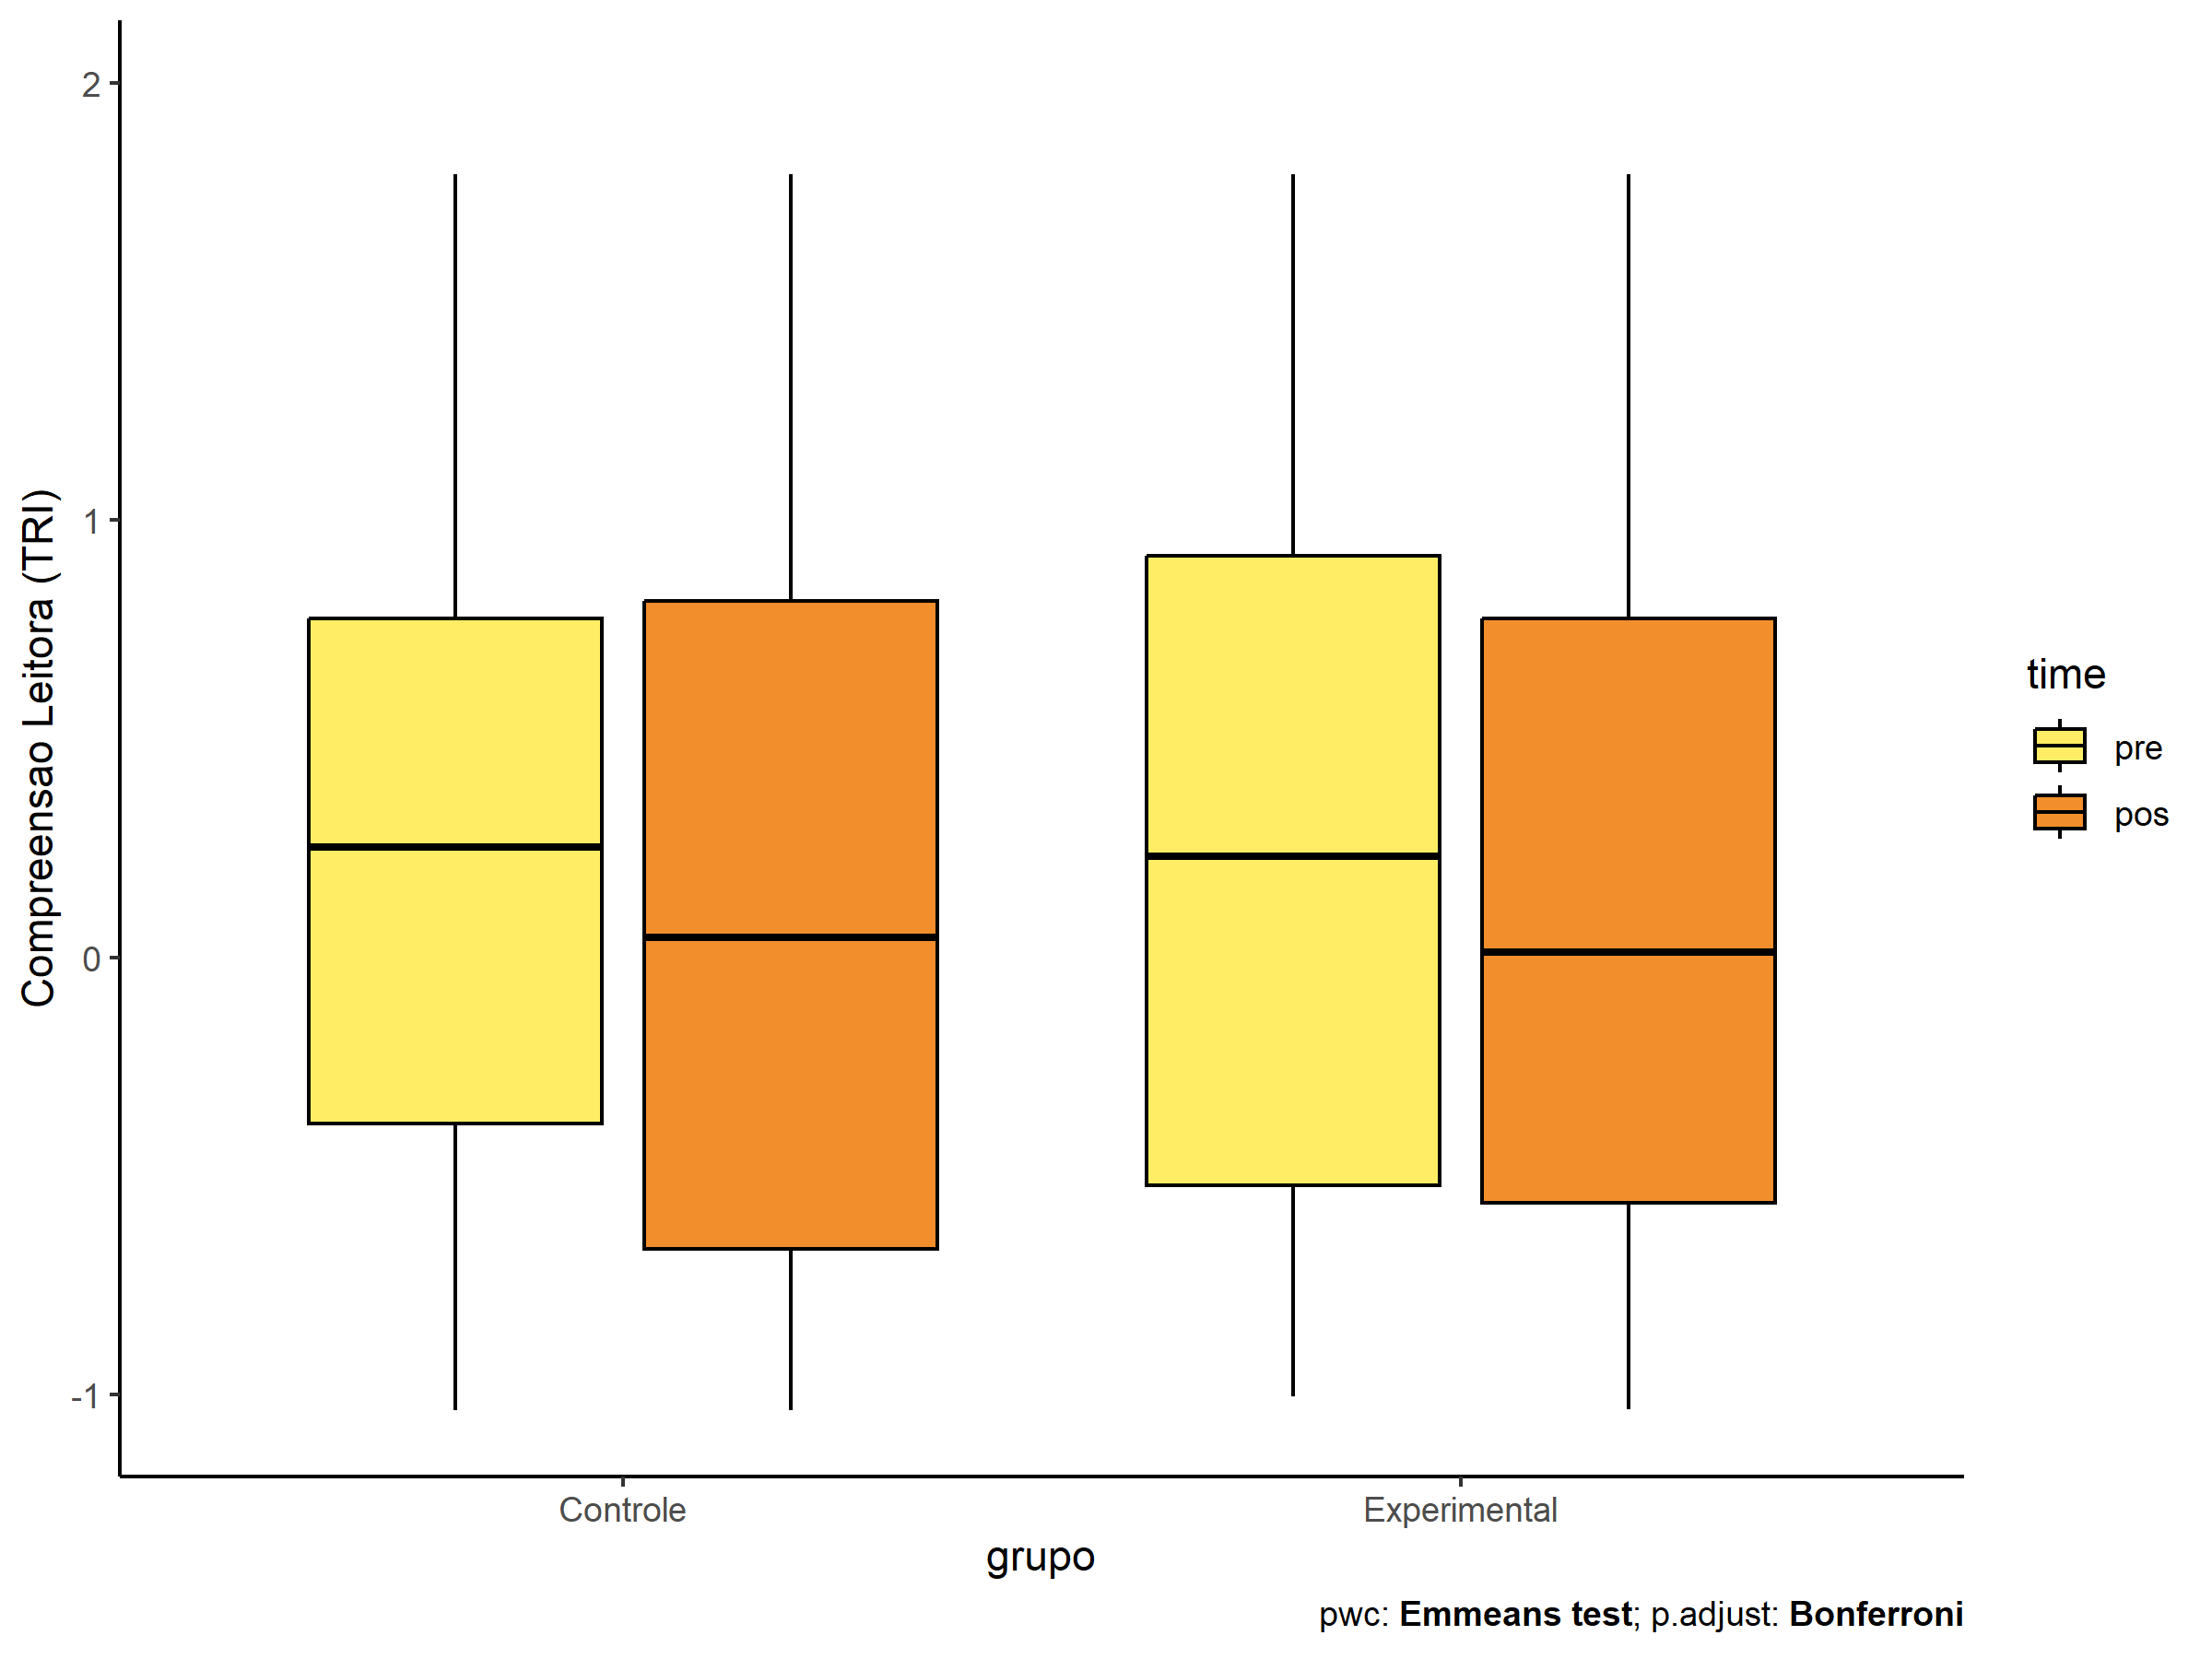 Compreensao Leitora (TRI)
2
1
0
-1
Controle
Experimental
grupo
time
pre
pos
pwc: Emmeans test; p.adjust: Bonferroni